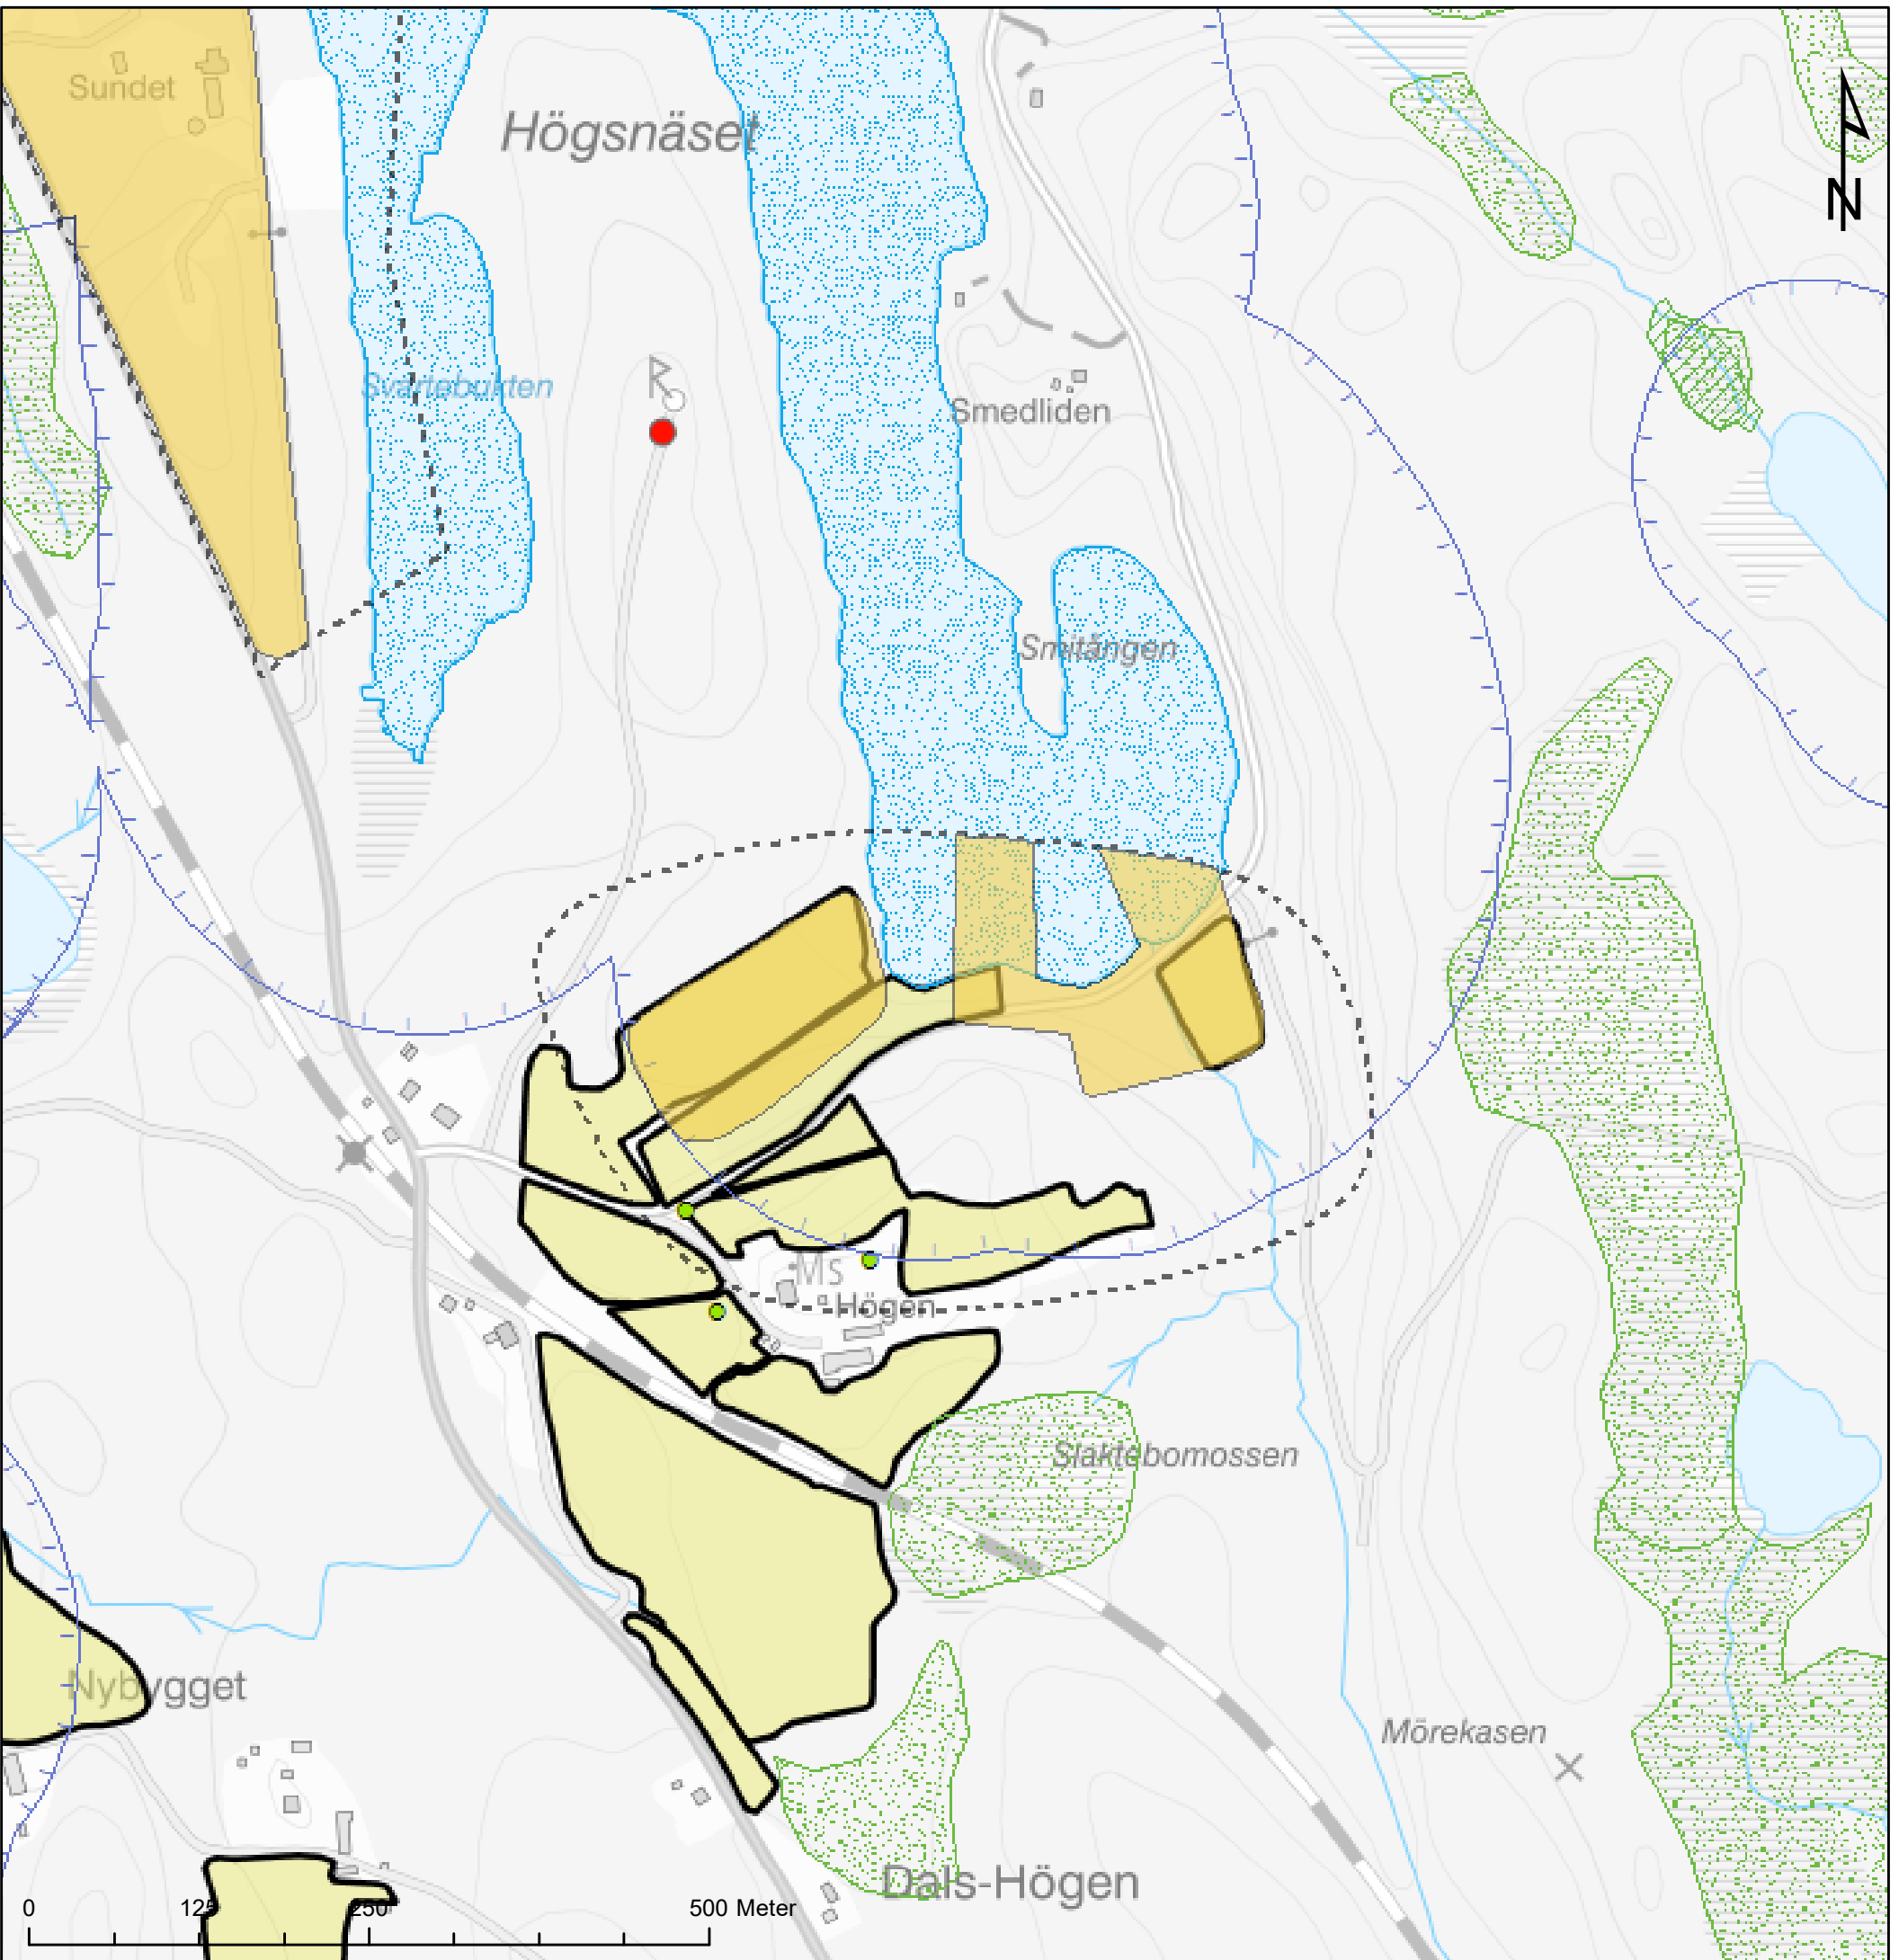 Sundet
Högsnäset
N
R
Svartebukten
Smedliden
Smitången
Ms
Högen
Slaktebomossen
Nybygget
Mörekasen
Dals-Högen
0 125 250 500 Meter